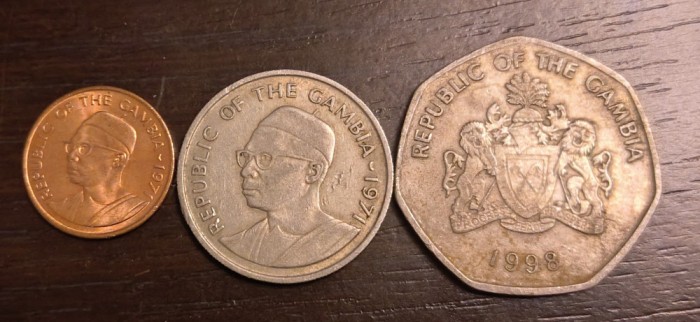 REPUBLIC OF THE GAMBIA · 1971
REPUBLIC OF THE GAMBIA · 1971
REPUBLIC OF THE GAMBIA
1998